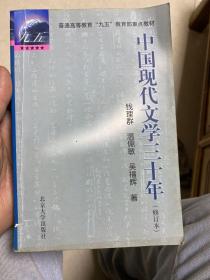 普通高等教育“九五”教育部重点教材
九五
中国现代文学三十年
(修订本)
钱理群 温儒敏 吴福辉 著
北京大学出版社